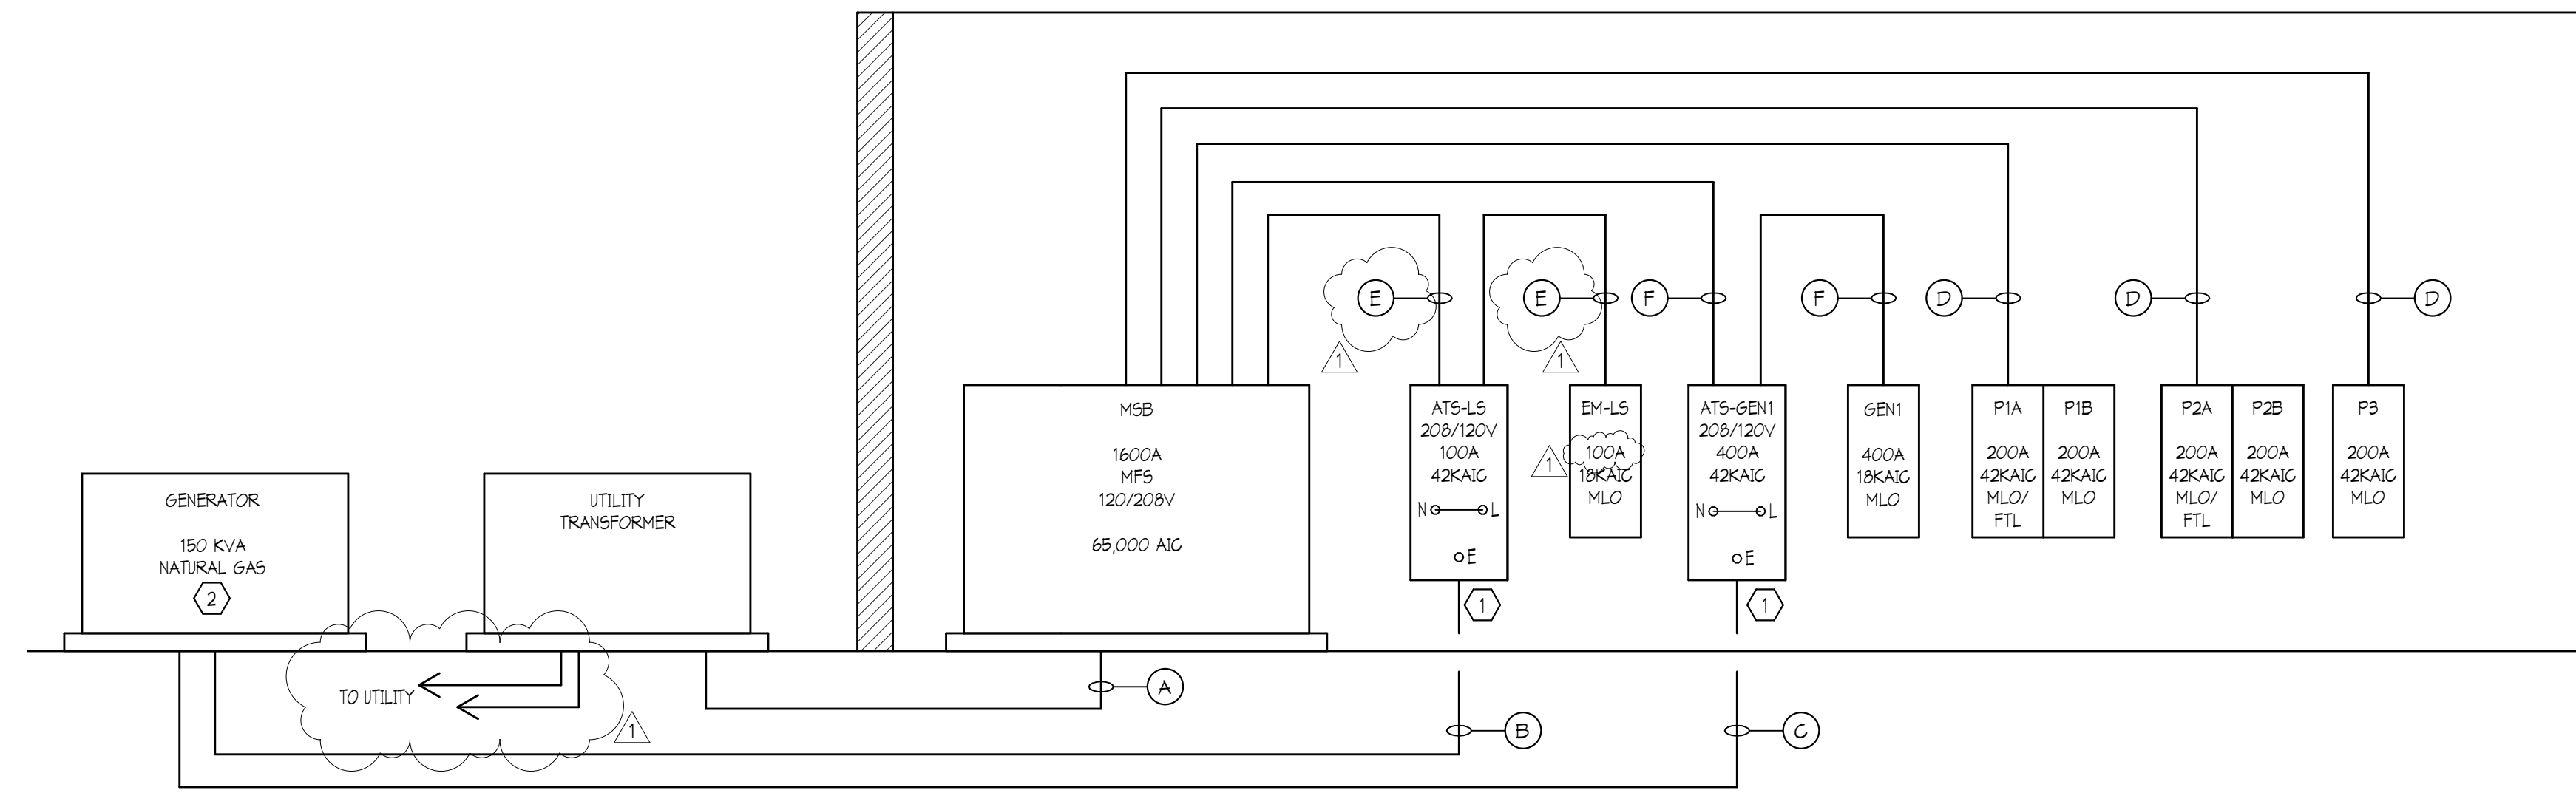 E
E
F
F
D
D
D
1
1
GENERATOR
150 KVA
NATURAL GAS
2
UTILITY
TRANSFORMER
MSB
1600A
MFS
120/208V
65,000 AIC
ATS-LS
208/120V
100A
42KAIC
N L
E
1
1
EM-LS
100A
18KAIC
MLO
ATS-GEN1
208/120V
400A
42KAIC
N L
E
1
GEN1
400A
18KAIC
MLO
P1A
200A
42KAIC
MLO/
FTL
P1B
200A
42KAIC
MLO
P2A
200A
42KAIC
MLO/
FTL
P2B
200A
42KAIC
MLO
P3
200A
42KAIC
MLO
TO UTILITY
1
A
B
C